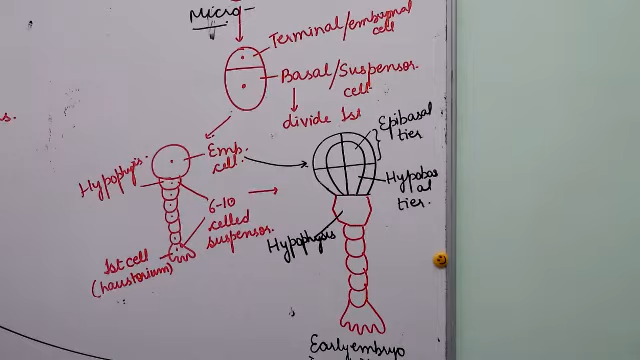 Micro-
Terminal/embryonal
cell
Basal/Suspensor
cell
divide 1st
s.
Hypophysis.
Emb.
cell
6-10
celled
suspensor.
1st cell
(haustorium)
Epibasal
tier
Hypobas
al
tier.
Hypophysis
Early embryo